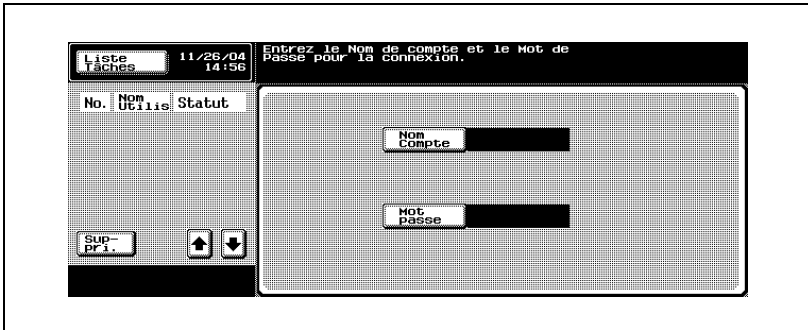 Liste
Tâches
11/26/04
14:56
Entrez le Nom de compte et le Mot de
Passe pour la connexion.
No. Nom Utilis Statut
Nom
Compte
Mot
passe
Sup-
pri.